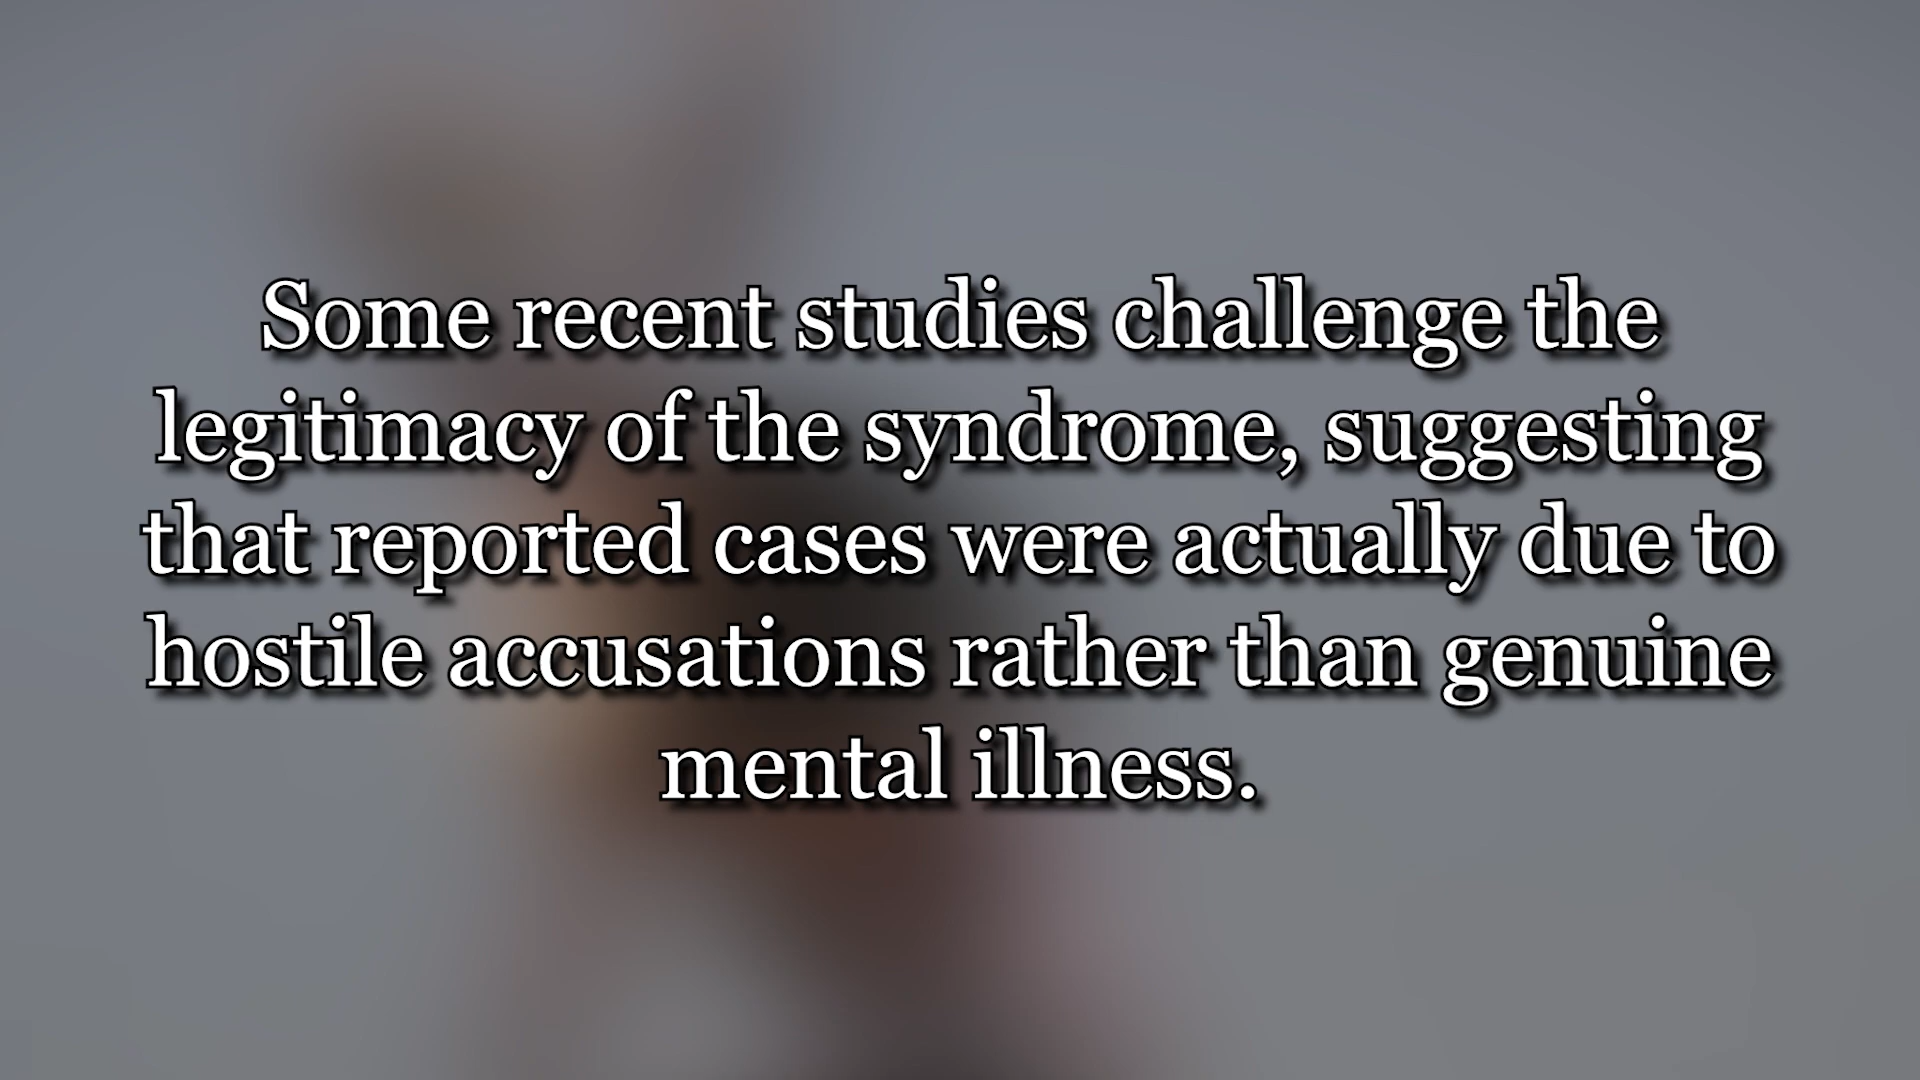 Some recent studies challenge the
legitimacy of the syndrome, suggesting
that reported cases were actually due to
hostile accusations rather than genuine
mental illness.